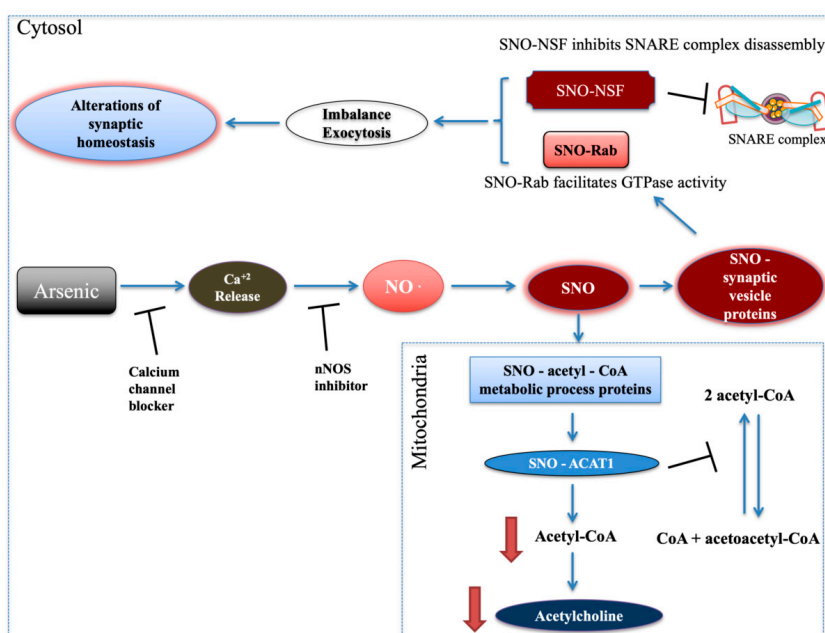 Cytosol
SNO-NSF inhibits SNARE complex disassembly
Alterations of
synaptic
homeostasis
Imbalance
Exocytosis
SNO-NSF
SNARE complex
SNO-Rab
SNO-Rab facilitates GTPase activity
Arsenic
Ca+2
Release
NO ·
SNO
SNO -
synaptic
vesicle
proteins
Calcium
channel
blocker
nNOS
inhibitor
Mitochondria
SNO - acetyl - CoA
metabolic process proteins
2 acetyl-CoA
SNO - ACAT1
Acetyl-CoA
CoA + acetoacetyl-CoA
Acetylcholine